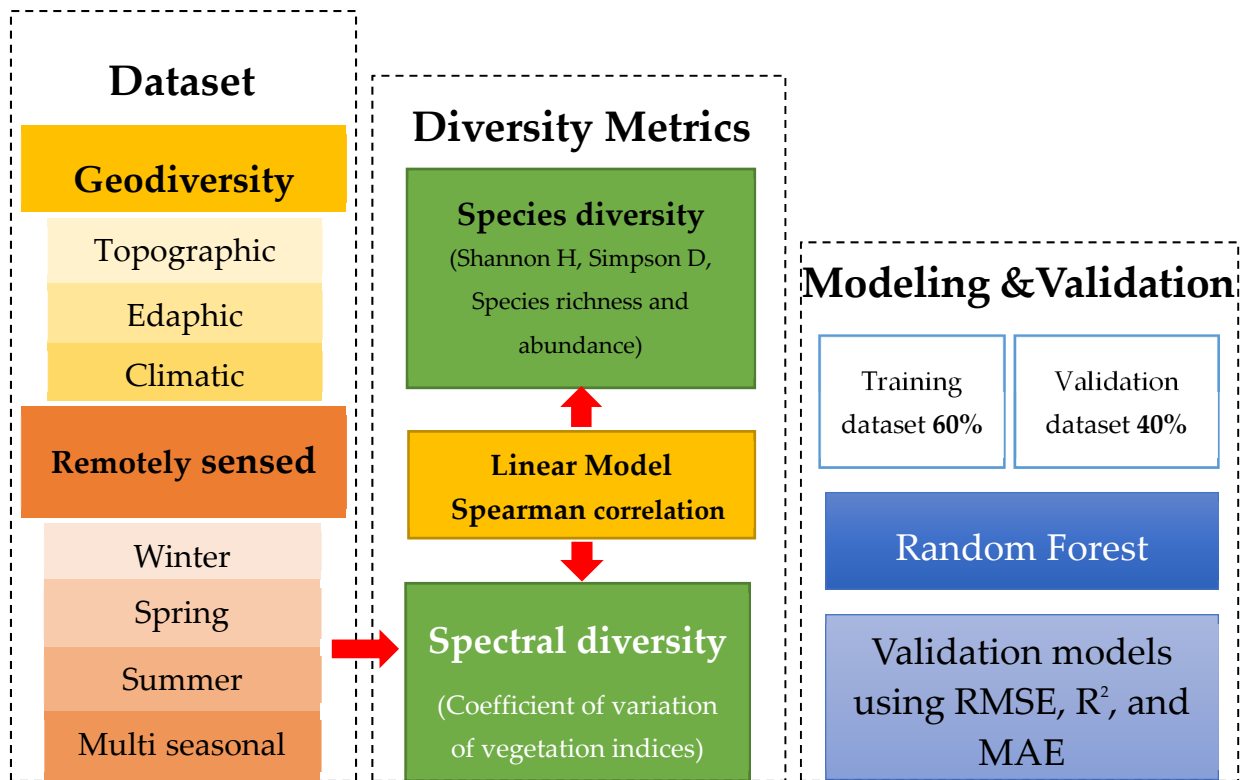 Dataset
Geodiversity
Topographic
Edaphic
Climatic
Remotely sensed
Winter
Spring
Summer
Multi seasonal
Diversity Metrics
Species diversity
(Shannon H, Simpson D,
Species richness and
abundance)
Linear Model
Spearman correlation
Spectral diversity
(Coefficient of variation
of vegetation indices)
Modeling &Validation
Training
dataset 60%
Validation
dataset 40%
Random Forest
Validation models
using RMSE, R², and
MAE